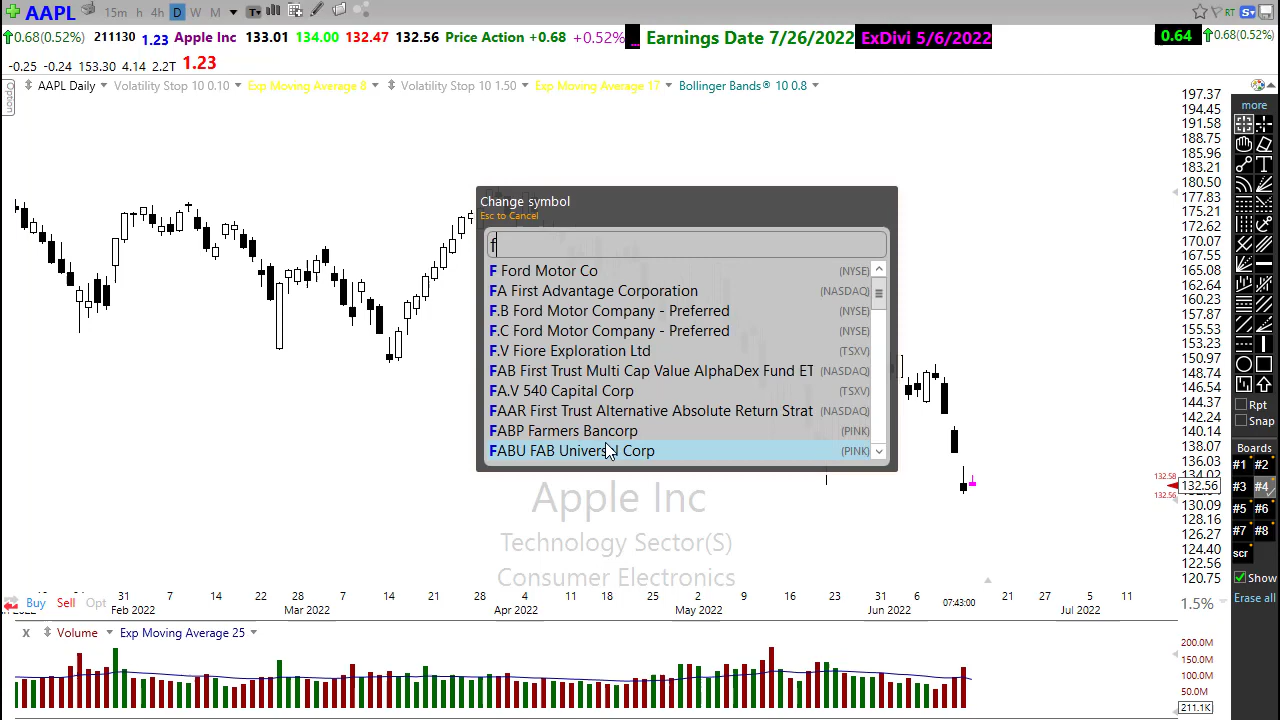 AAPL 15m h 4h D W M T RT S
0.68(0.52%) 211130 1.23 Apple Inc 133.01 134.00 132.47 132.56 Price Action +0.68 +0.52% ... Earnings Date 7/26/2022 ExDivi 5/6/2022 0.64 0.68(0.52%)
-0.25 -0.24 153.30 4.14 2.2T 1.23
Option AAPL Daily Volatility Stop 10 0.10 Exp Moving Average 8 Volatility Stop 10 1.50 Exp Moving Average 17 Bollinger Bands® 10 0.8
Change symbol
Esc to Cancel
f
F Ford Motor Co (NYSE)
FA First Advantage Corporation (NASDAQ)
F.B Ford Motor Company - Preferred (NYSE)
F.C Ford Motor Company - Preferred (NYSE)
F.V Fiore Exploration Ltd (TSXV)
FAB First Trust Multi Cap Value AlphaDex Fund ET (NASDAQ)
FA.V 540 Capital Corp (TSXV)
FAAR First Trust Alternative Absolute Return Strat (NASDAQ)
FABP Farmers Bancorp (PINK)
FABU FAB Universal Corp (PINK)
Apple Inc
Technology Sector(S)
Consumer Electronics
197.37
194.45
191.58
188.75
185.96
183.21
180.50
177.83
175.21
172.62
170.07
167.55
165.08
162.64
160.23
157.87
155.53
153.24
150.97
148.74
146.54
144.37
142.24
140.14
138.07
136.03
134.02
132.58
132.56
132.56
130.09
128.16
126.27
124.40
122.56
120.75
more
T
Rpt
Snap
Boards
#1 #2
#3 #4
#5 #6
#7 #8
scr
Show
Erase all
31 7 14 22 28 7 14 21 28 4 11 18 25 2 9 16 23 31 6 07:43:00 21 27 5 11
Buy Sell Opt Feb 2022 Mar 2022 Apr 2022 May 2022 Jun 2022 Jul 2022 1.5%
x Volume Exp Moving Average 25
200.0M
150.0M
100.0M
50.0M
211.1K